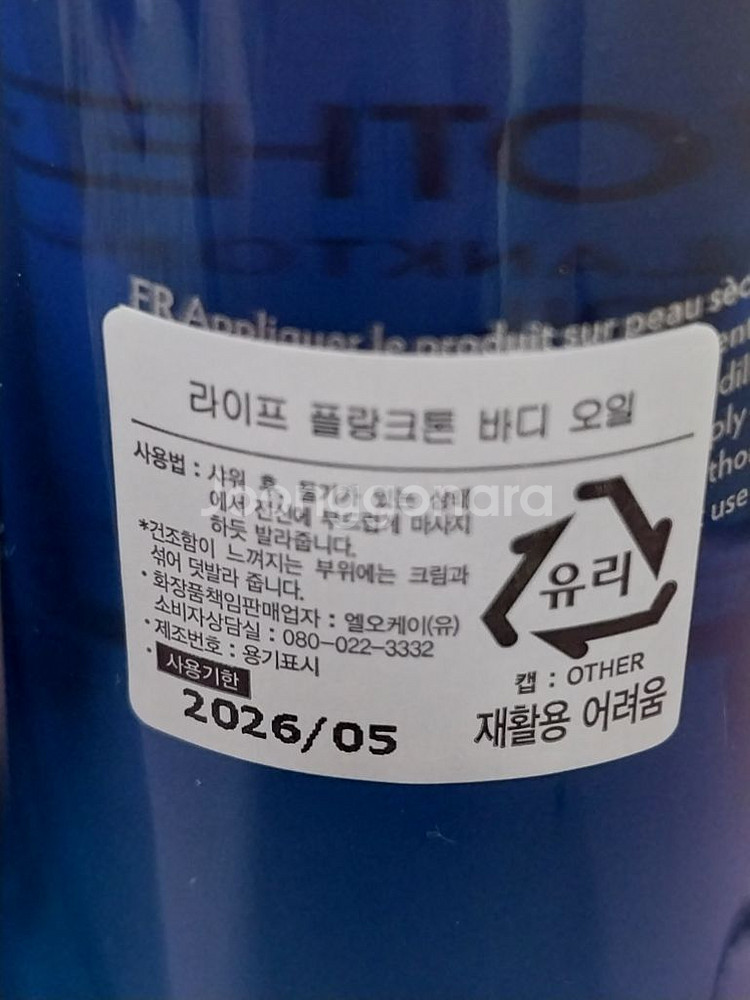 OTHE
ANKTO
FR Appliquer le produit sur peau sèc
라이프 플랑크톤 바디 오일
사용법 : 샤워 후 물기가 있는 상태
에서 전신에 부드럽게 마사지
하듯 발라줍니다.
*건조함이 느껴지는 부위에는 크림과
섞어 덧발라 줍니다.
· 화장품책임판매업자 : 엘오케이(유)
소비자상담실 : 080-022-3332
· 제조번호 : 용기표시
· 사용기한
2026/05
유리
캡 : OTHER
재활용 어려움
ply
tho
use
joonggonara